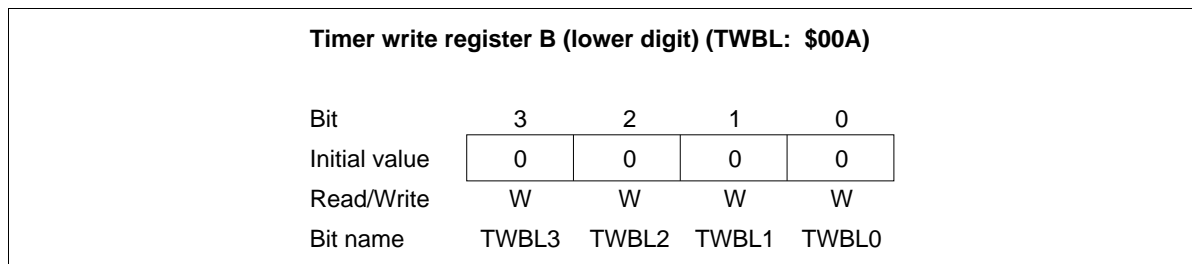 Timer write register B (lower digit) (TWBL: $00A)
Bit 3 2 1 0
Initial value 0 0 0 0
Read/Write W W W W
Bit name TWBL3 TWBL2 TWBL1 TWBL0